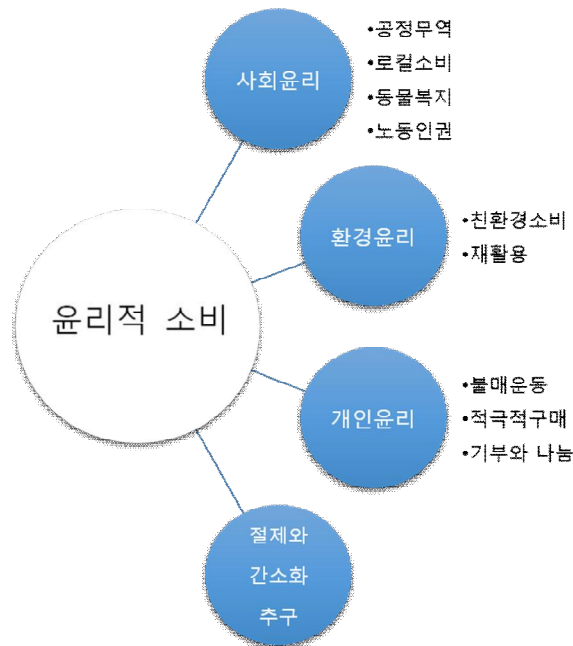 사회윤리
•공정무역
•로컬소비
•동물복지
•노동인권
환경윤리
•친환경소비
•재활용
윤리적 소비
개인윤리
•불매운동
•적극적구매
•기부와 나눔
절제와
간소화
추구